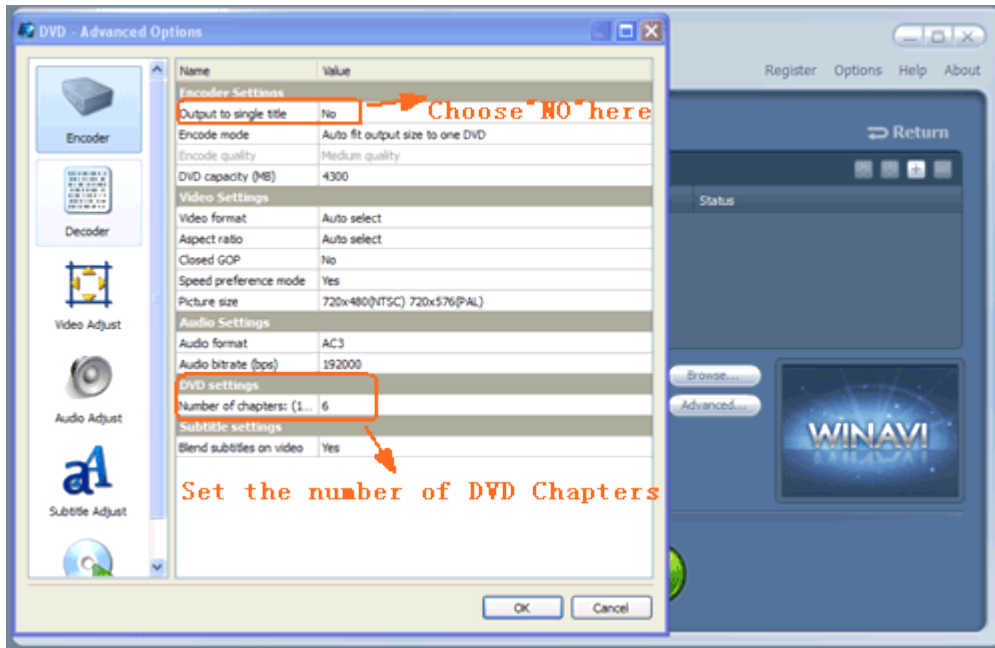 DVD - Advanced Options
Register Options Help About
Return
Status
Browse...
Advanced...
WINAVI
Encoder
Decoder
Video Adjust
Audio Adjust
Subtitle Adjust
Name Value
Encoder Settings
Output to single title No
Choose "NO" here
Encode mode Auto fit output size to one DVD
Encode quality Medium quality
DVD capacity (MB) 4300
Video Settings
Video format Auto select
Aspect ratio Auto select
Closed GOP No
Speed preference mode Yes
Picture size 720x480(NTSC) 720x576(PAL)
Audio Settings
Audio format AC3
Audio bitrate (bps) 192000
DVD settings
Number of chapters: (1... 6
Subtitle settings
Blend subtitles on video Yes
Set the number of DVD Chapters
OK Cancel